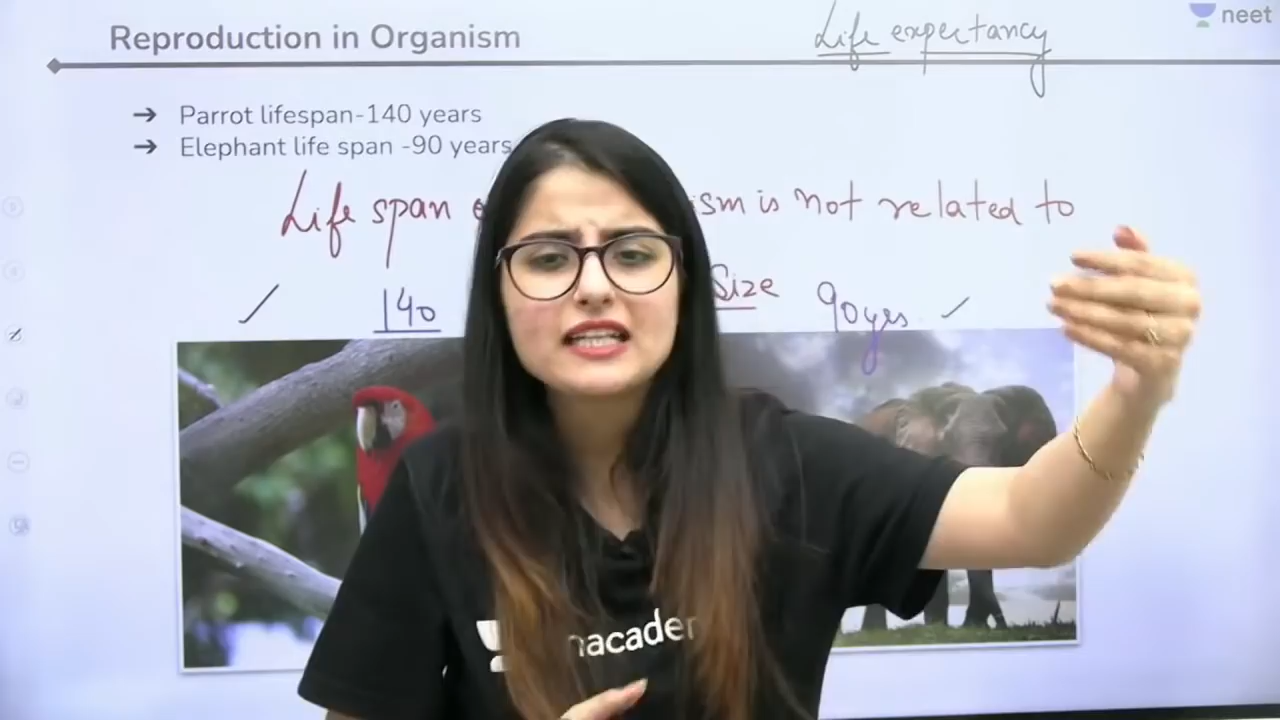 Reproduction in Organism
Life expectancy
neet
→ Parrot lifespan-140 years
→ Elephant life span -90 years
Life span ism is not related to
Size
140
90yrs
nacader